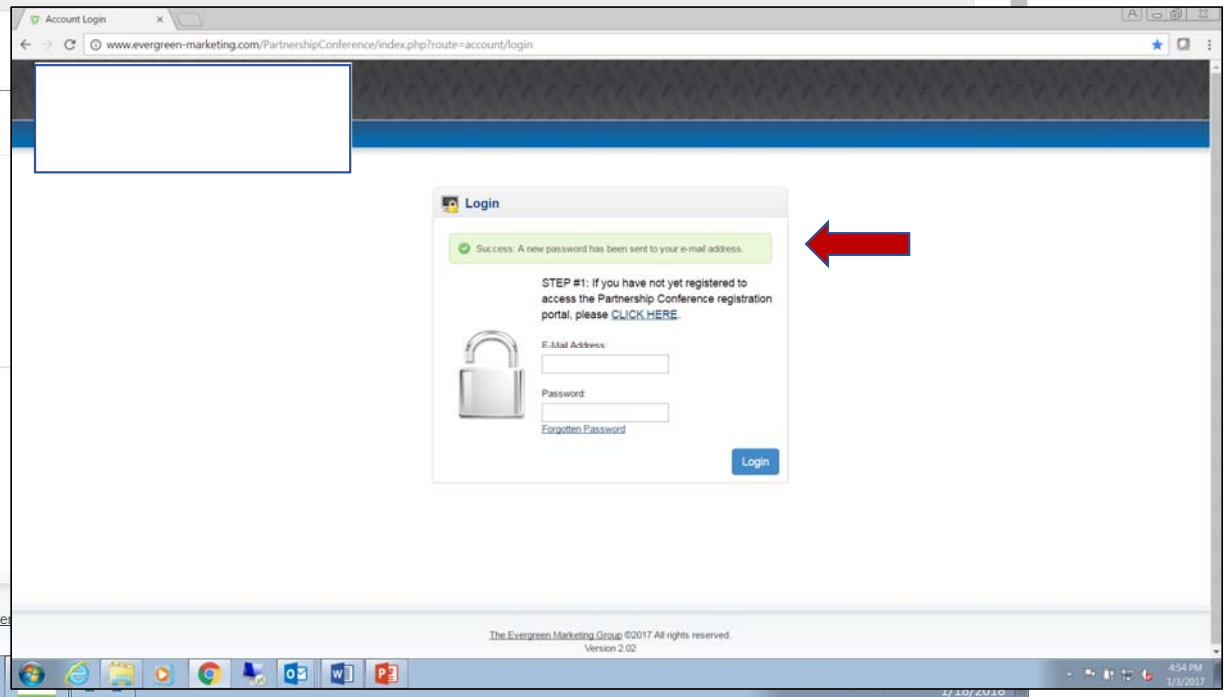 Account Login
www.evergreen-marketing.com/PartnershipConference/index.php?route=account/login
Login
Success: A new password has been sent to your e-mail address.
STEP #1: If you have not yet registered to
access the Partnership Conference registration
portal, please CLICK HERE.
E-Mail Address:
Password:
Forgotten Password
Login
The Evergreen Marketing Group ©2017 All rights reserved.
Version 2.02
4:54 PM
1/3/2017
1/18/2018